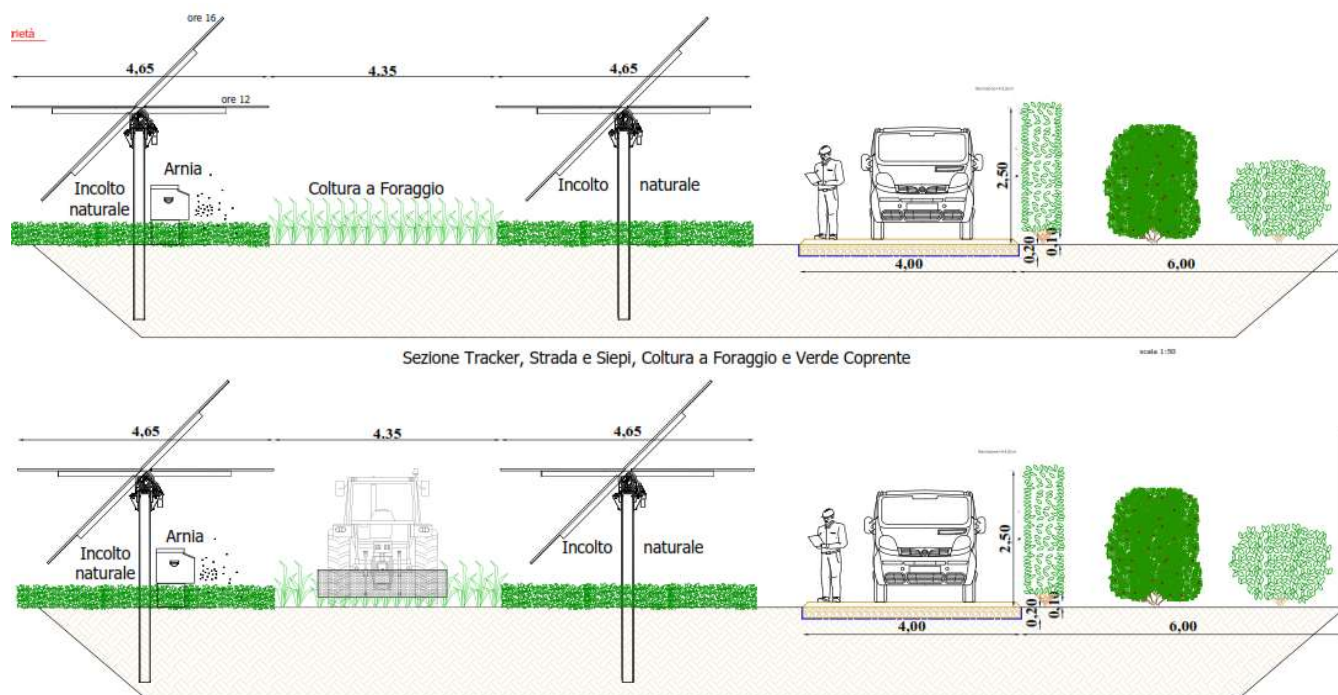 rietà
ore 16
4,65
4.35
4,65
ore 12
Arnia
Incolto
naturale
Coltura a Foraggio
Incolto naturale
2,50
0,20
0,10
4,00
6,00
Sezione Tracker, Strada e Siepi, Coltura a Foraggio e Verde Coprente
scala 1:50
4,65
4.35
4,65
Arnia
Incolto
naturale
Incolto naturale
2,50
0,20
0,10
4,00
6,00